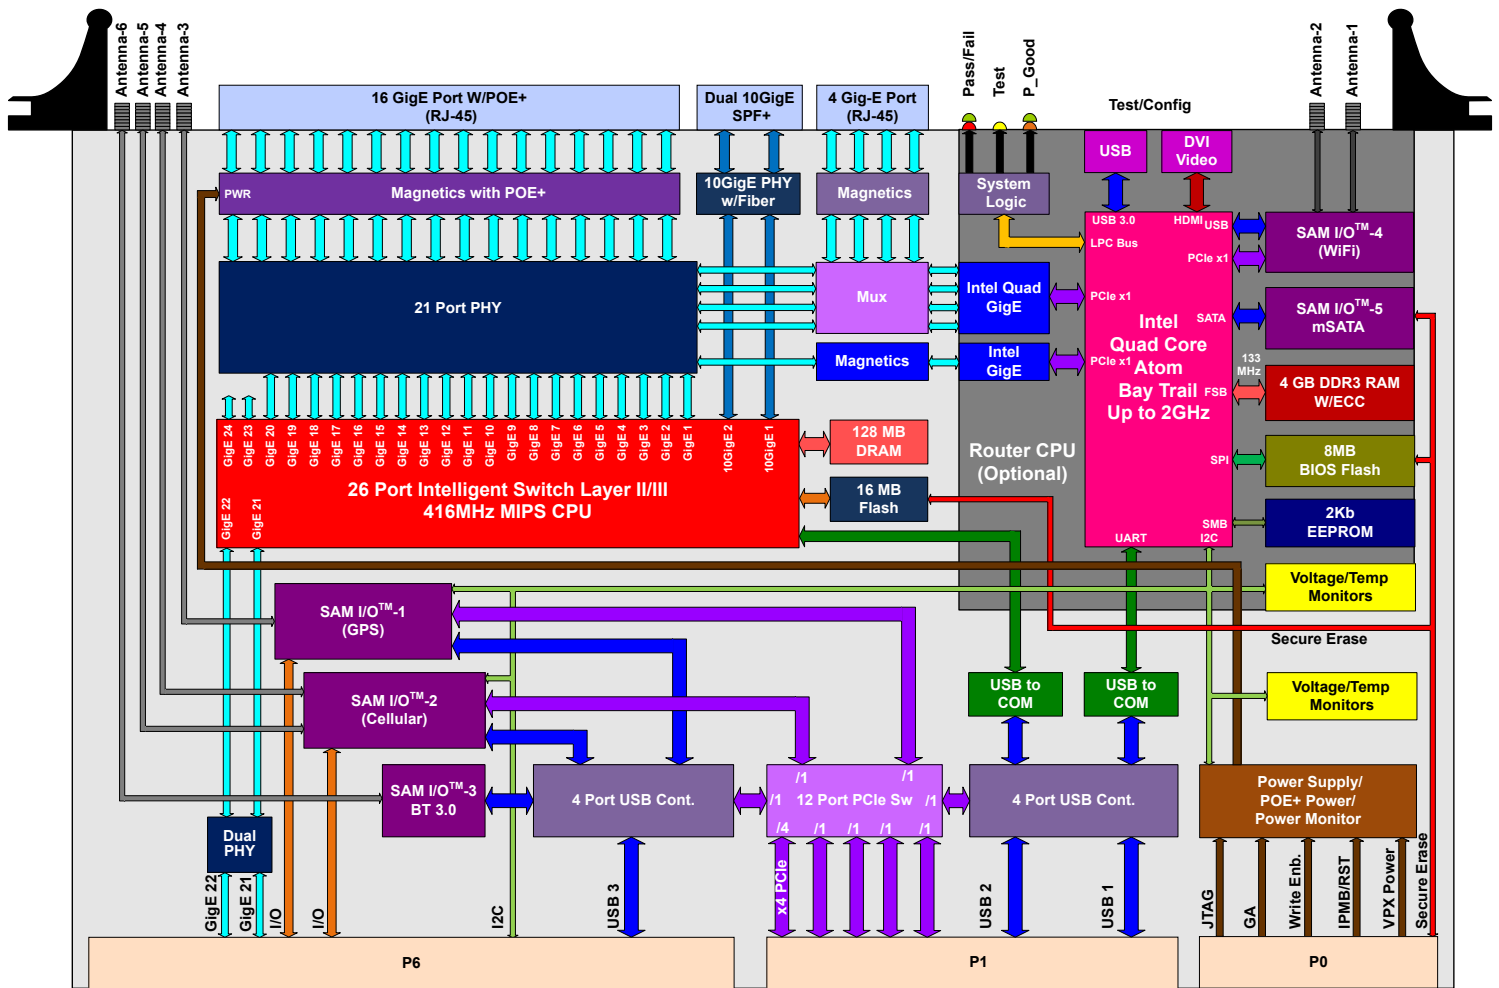 Antenna-6
Antenna-5
Antenna-4
Antenna-3
Pass/Fail
Test
P_Good
Antenna-2
Antenna-1
16 GigE Port W/POE+
(RJ-45)
Dual 10GigE
SPF+
4 Gig-E Port
(RJ-45)
Test/Config
USB
DVI
Video
PWR
Magnetics with POE+
10GigE PHY
w/Fiber
Magnetics
System
Logic
USB 3.0
HDMI
USB
LPC Bus
PCIe x1
SAM I/O™-4
(WiFi)
21 Port PHY
Mux
Intel Quad
GigE
PCIe x1
SATA
SAM I/O™-5
mSATA
Intel
Quad Core
Atom
Bay Trail
Up to 2GHz
Magnetics
Intel
GigE
PCIe x1
133
MHz
FSB
4 GB DDR3 RAM
W/ECC
GigE 24
GigE 23
GigE 20
GigE 19
GigE 18
GigE 17
GigE 16
GigE 15
GigE 14
GigE 13
GigE 12
GigE 11
GigE 10
GigE 9
GigE 8
GigE 7
GigE 6
GigE 5
GigE 4
GigE 3
GigE 2
GigE 1
10GigE 2
10GigE 1
128 MB
DRAM
Router CPU
(Optional)
SPI
8MB
BIOS Flash
GigE 22
GigE 21
26 Port Intelligent Switch Layer II/III
416MHz MIPS CPU
16 MB
Flash
SMB
2Kb
EEPROM
UART
I2C
Voltage/Temp
Monitors
SAM I/O™-1
(GPS)
Secure Erase
SAM I/O™-2
(Cellular)
USB to
COM
USB to
COM
Voltage/Temp
Monitors
SAM I/O™-3
BT 3.0
4 Port USB Cont.
/1
/1
/1
12 Port PCIe Sw
/1
/4
/1
/1
/1
/1
4 Port USB Cont.
Power Supply/
POE+ Power/
Power Monitor
Dual
PHY
GigE 22
GigE 21
I/O
I/O
I2C
USB 3
x4 PCIe
USB 2
USB 1
JTAG
GA
Write Enb.
IPMB/RST
VPX Power
Secure Erase
P6
P1
P0